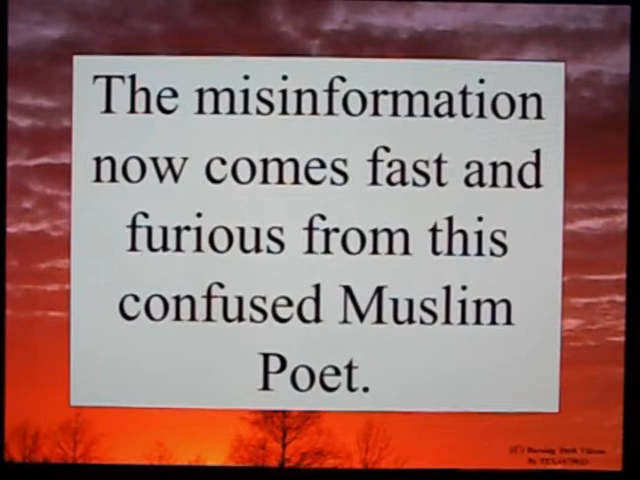 The misinformation
now comes fast and
furious from this
confused Muslim
Poet.